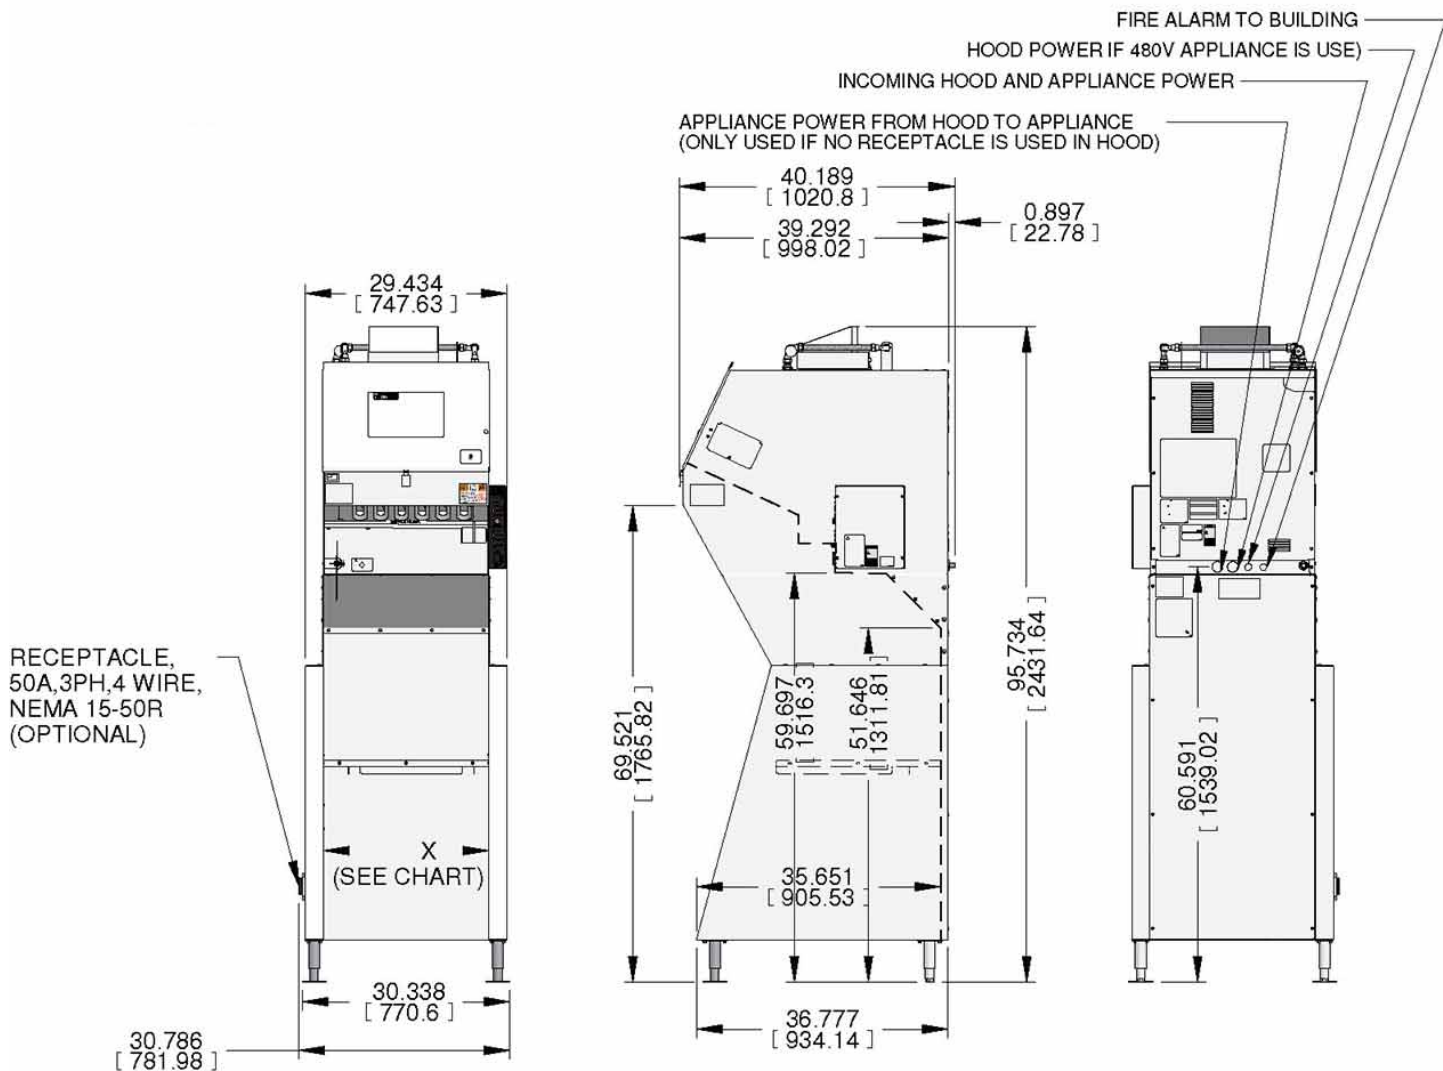 FIRE ALARM TO BUILDING
HOOD POWER IF 480V APPLIANCE IS USE)
INCOMING HOOD AND APPLIANCE POWER
APPLIANCE POWER FROM HOOD TO APPLIANCE
(ONLY USED IF NO RECEPTACLE IS USED IN HOOD)
40.189
[ 1020.8 ]
0.897
[ 22.78 ]
39.292
[ 998.02 ]
29.434
[ 747.63 ]
RECEPTACLE,
50A,3PH,4 WIRE,
NEMA 15-50R
(OPTIONAL)
X
(SEE CHART)
69.521
[ 1765.82 ]
59.697
1516.3
51.646
1311.81
95.734
[ 2431.64 ]
60.591
[ 1539.02 ]
35.651
[ 905.53 ]
30.338
[ 770.6 ]
30.786
[ 781.98 ]
36.777
[ 934.14 ]